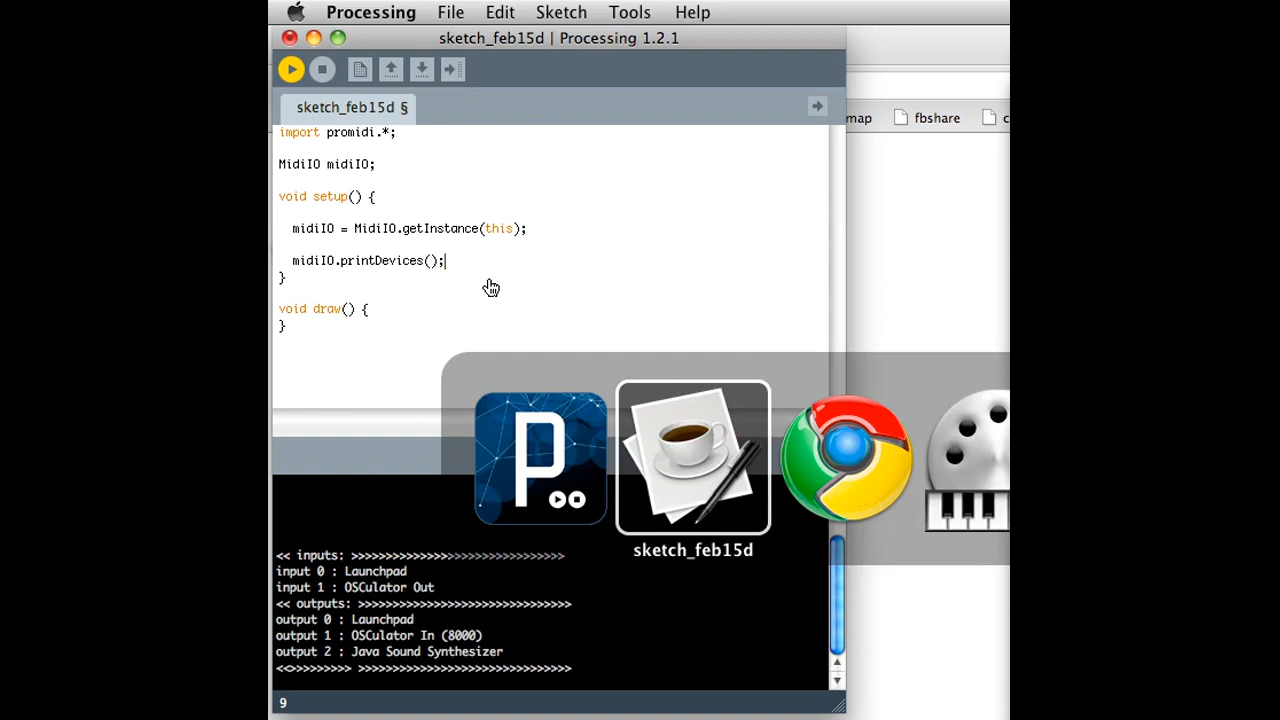 Processing File Edit Sketch Tools Help
sketch_feb15d | Processing 1.2.1
sketch_feb15d §
map fbshare c
import promidi.*;
MidiIO midiIO;
void setup() {
midiIO = MidiIO.getInstance(this);
midiIO.printDevices();
}
void draw() {
}
P
sketch_feb15d
<< inputs: >>>>>>>>>>>>>>>>>>>>>>>>>>>>>>>
input 0 : Launchpad
input 1 : OSCulator Out
<< outputs: >>>>>>>>>>>>>>>>>>>>>>>>>>>>>>>
output 0 : Launchpad
output 1 : OSCulator In (8000)
output 2 : Java Sound Synthesizer
<<>>>>>>>>> >>>>>>>>>>>>>>>>>>>>>>>>>>>>>>>
9